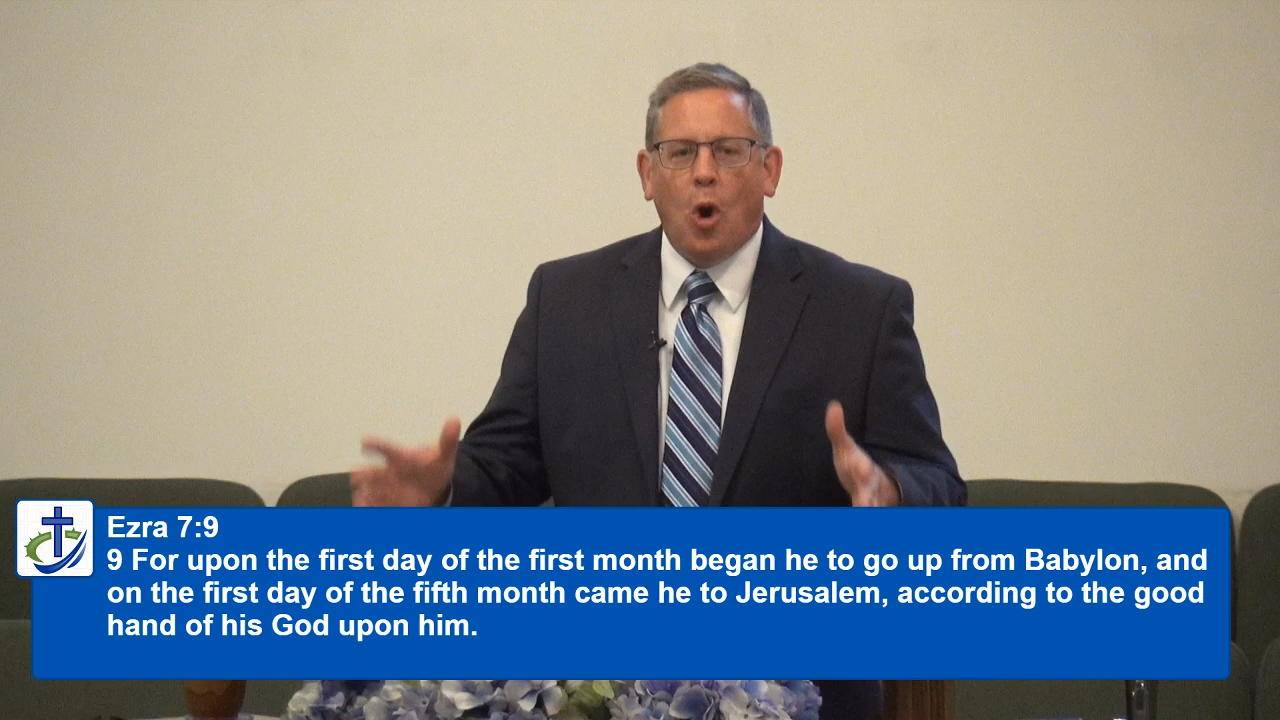 Ezra 7:9
9 For upon the first day of the first month began he to go up from Babylon, and
on the first day of the fifth month came he to Jerusalem, according to the good
hand of his God upon him.